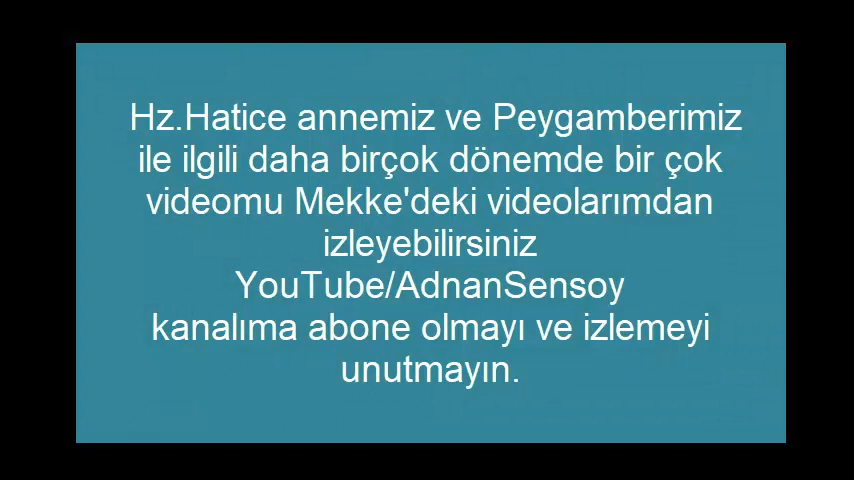 Hz.Hatice annemiz ve Peygamberimiz
ile ilgili daha birçok dönemde bir çok
videomu Mekke'deki videolarımdan
izleyebilirsiniz
YouTube/AdnanSensoy
kanalıma abone olmayı ve izlemeyi
unutmayın.